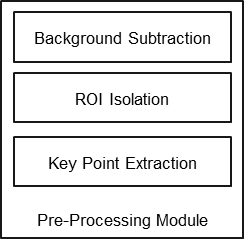 Background Subtraction
ROI Isolation
Key Point Extraction
Pre-Processing Module